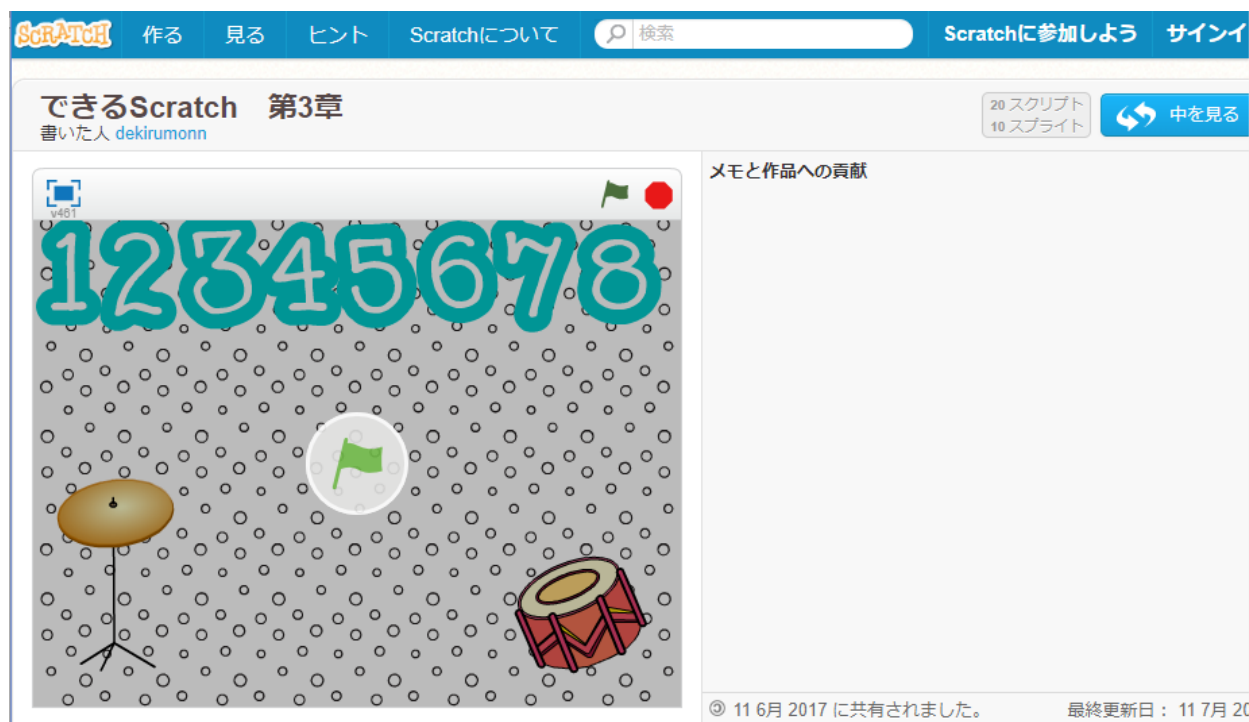 SCRATCH 作る 見る ヒント Scratchについて 検索 Scratchに参加しよう サインイ
できるScratch 第3章
書いた人 dekirumonn
20 スクリプト
10 スプライト
中を見る
メモと作品への貢献
v461
12345678
11 6月 2017 に共有されました。 最終更新日： 11 7月 20